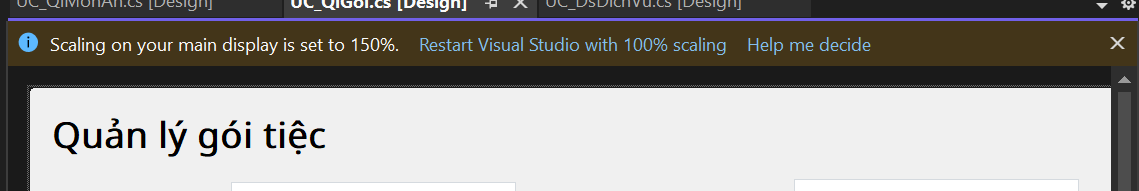 UC_QlMonAn.cs [Design] UC_QlGoi.cs [Design] UC_DsDichVu.cs [Design]
Scaling on your main display is set to 150%. Restart Visual Studio with 100% scaling Help me decide
Quản lý gói tiệc